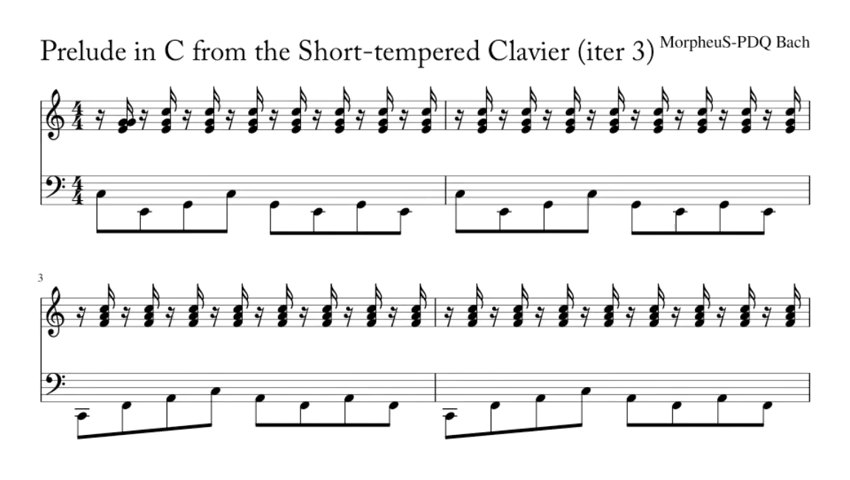 Prelude in C from the Short-tempered Clavier (iter 3)
MorpheuS-PDQ Bach
3